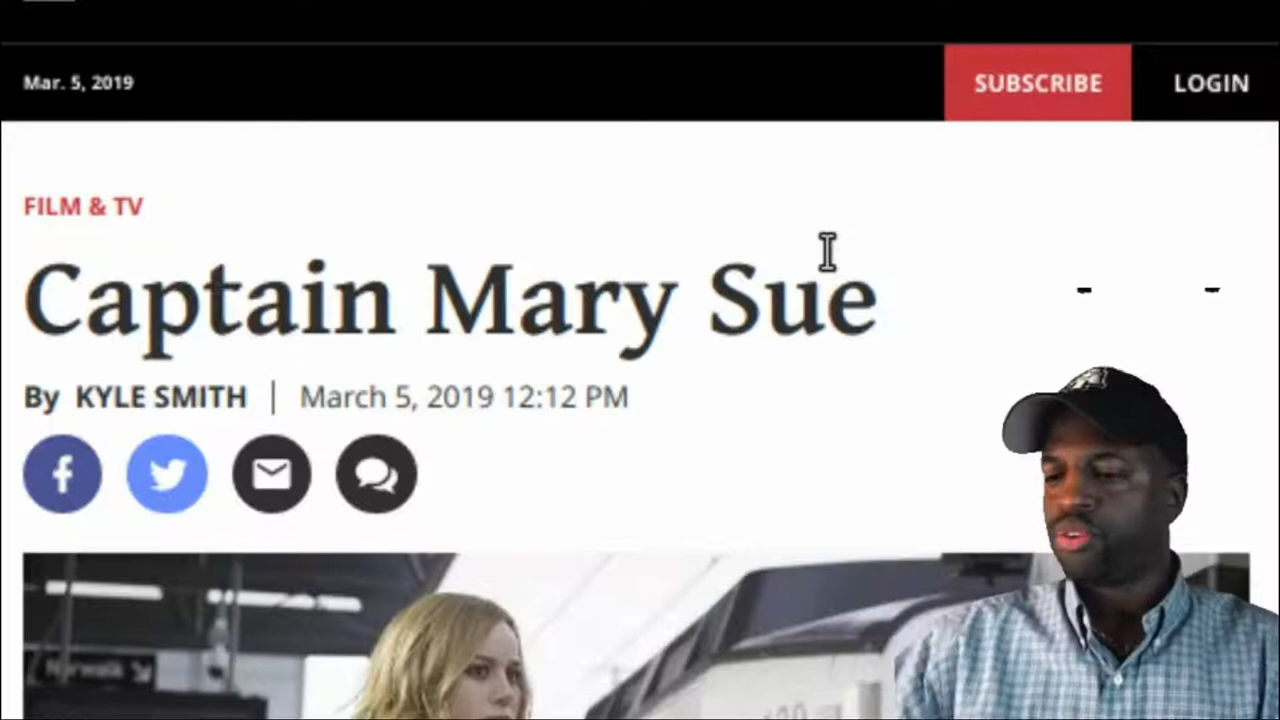 Mar. 5, 2019
SUBSCRIBE
LOGIN
FILM & TV
Captain Mary Sue
By KYLE SMITH | March 5, 2019 12:12 PM